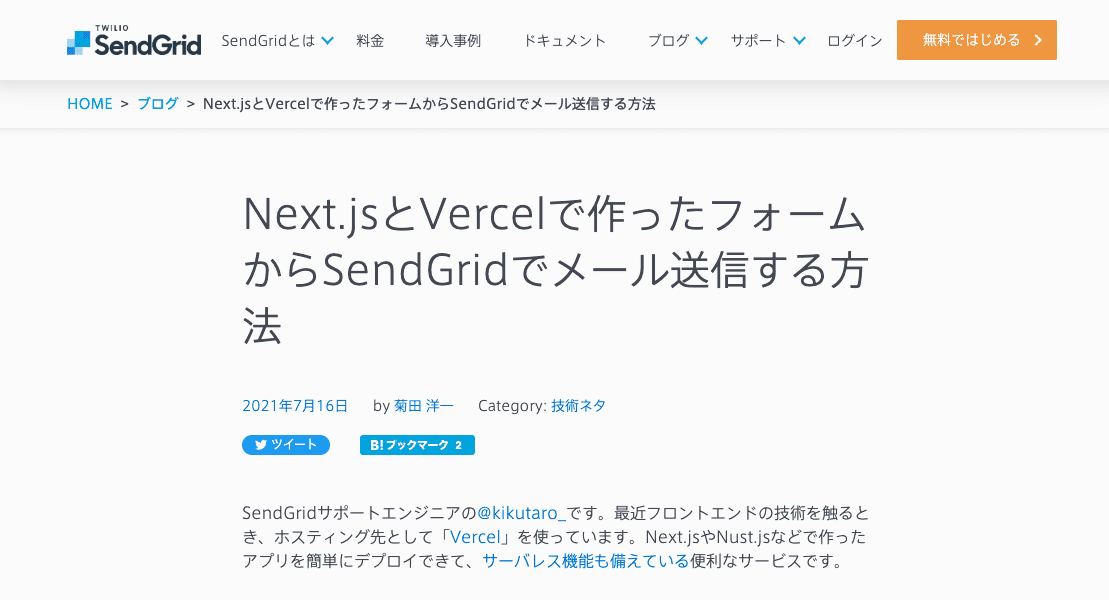 TWILIO
SendGrid
SendGridとは 料金 導入事例 ドキュメント ブログ サポート ログイン 無料ではじめる
HOME > ブログ > Next.jsとVercelで作ったフォームからSendGridでメール送信する方法
Next.jsとVercelで作ったフォーム
からSendGridでメール送信する方
法
2021年7月16日 by 菊田 洋一 Category: 技術ネタ
ツイート B!ブックマーク 2
SendGridサポートエンジニアの@kikutaro_です。最近フロントエンドの技術を触ると
き、ホスティング先として「Vercel」を使っています。Next.jsやNust.jsなどで作った
アプリを簡単にデプロイできて、サーバレス機能も備えている便利なサービスです。